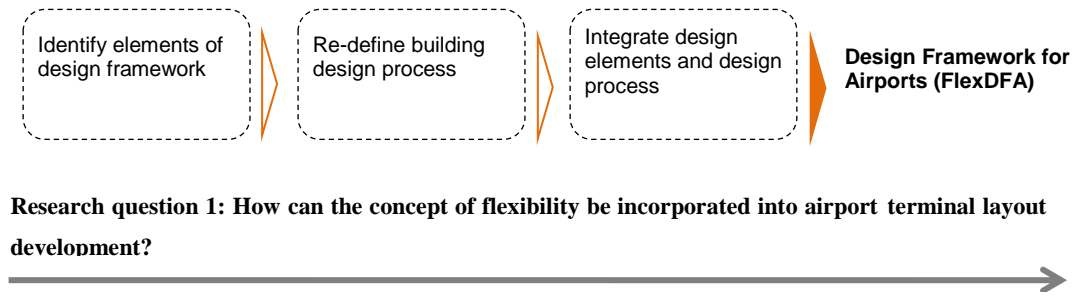 Identify elements of
design framework
Re-define building
design process
Integrate design
elements and design
process
Design Framework for
Airports (FlexDFA)
Research question 1: How can the concept of flexibility be incorporated into airport terminal layout
development?